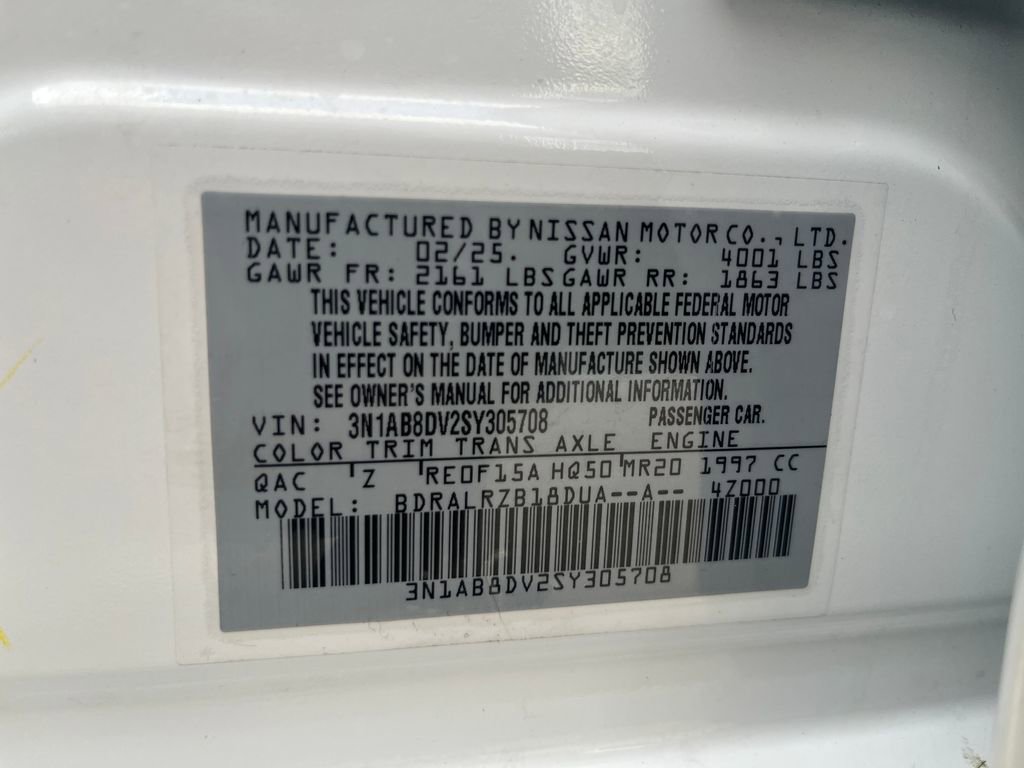 MANUFACTURED BY NISSAN MOTOR CO., LTD.
DATE: 02/25. GVWR: 4001 LBS
GAWR FR: 2161 LBS GAWR RR: 1863 LBS
THIS VEHICLE CONFORMS TO ALL APPLICABLE FEDERAL MOTOR
VEHICLE SAFETY, BUMPER AND THEFT PREVENTION STANDARDS
IN EFFECT ON THE DATE OF MANUFACTURE SHOWN ABOVE.
SEE OWNER'S MANUAL FOR ADDITIONAL INFORMATION.
VIN: 3N1AB8DV2SY305708 PASSENGER CAR.
COLOR TRIM TRANS AXLE ENGINE
QAC Z RE0F15A HQ50 MR20 1997 CC
MODEL: BDRALRZB18DUA--A-- 4Z000
3N1AB8DV2SY305708